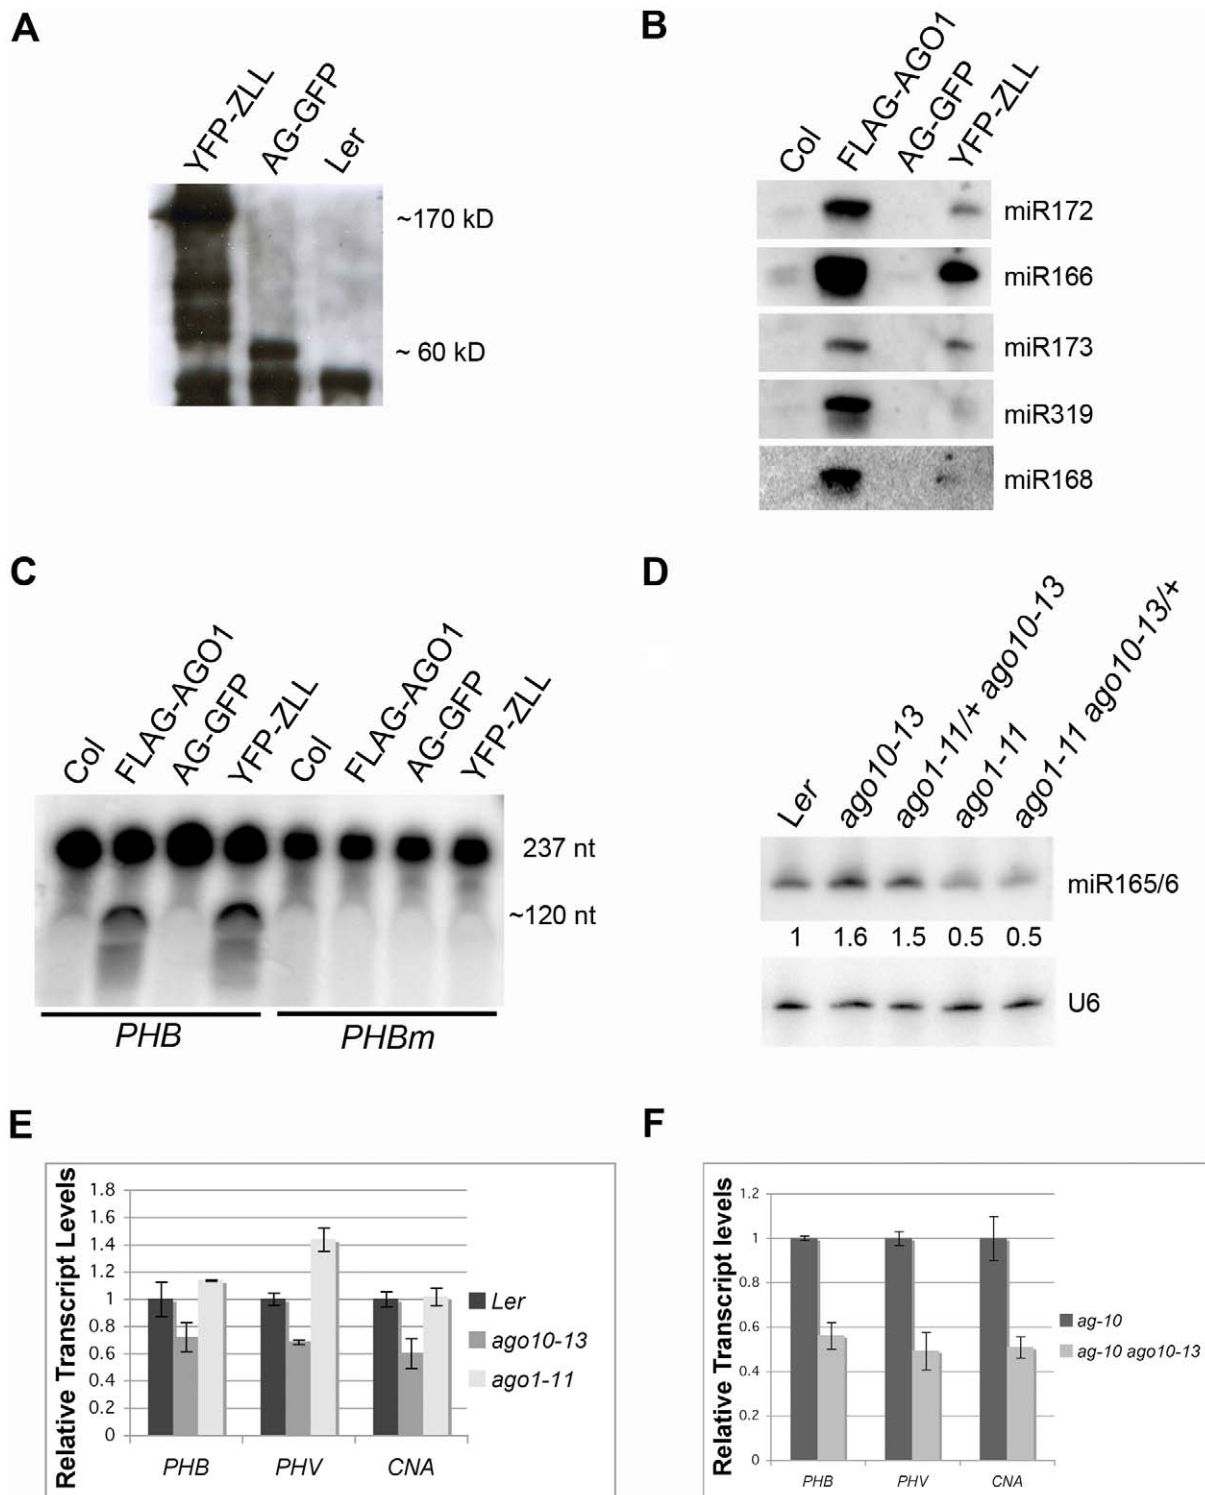 A
YFP-ZLL
AG-GFP
Ler
~170 kD
~ 60 kD
B
Col
FLAG-AGO1
AG-GFP
YFP-ZLL
miR172
miR166
miR173
miR319
miR168
C
Col
FLAG-AGO1
AG-GFP
YFP-ZLL
Col
FLAG-AGO1
AG-GFP
YFP-ZLL
237 nt
~120 nt
PHB
PHBm
D
Ler
ago10-13
ago1-11/+ ago10-13
ago1-11
ago1-11 ago10-13/+
miR165/6
1 1.6 1.5 0.5 0.5
U6
E
Relative Transcript Levels
1.8
1.6
1.4
1.2
1
0.8
0.6
0.4
0.2
0
PHB PHV CNA
Ler
ago10-13
ago1-11
F
Relative Transcript levels
1.2
1
0.8
0.6
0.4
0.2
0
PHB PHV CNA
ag-10
ag-10 ago10-13